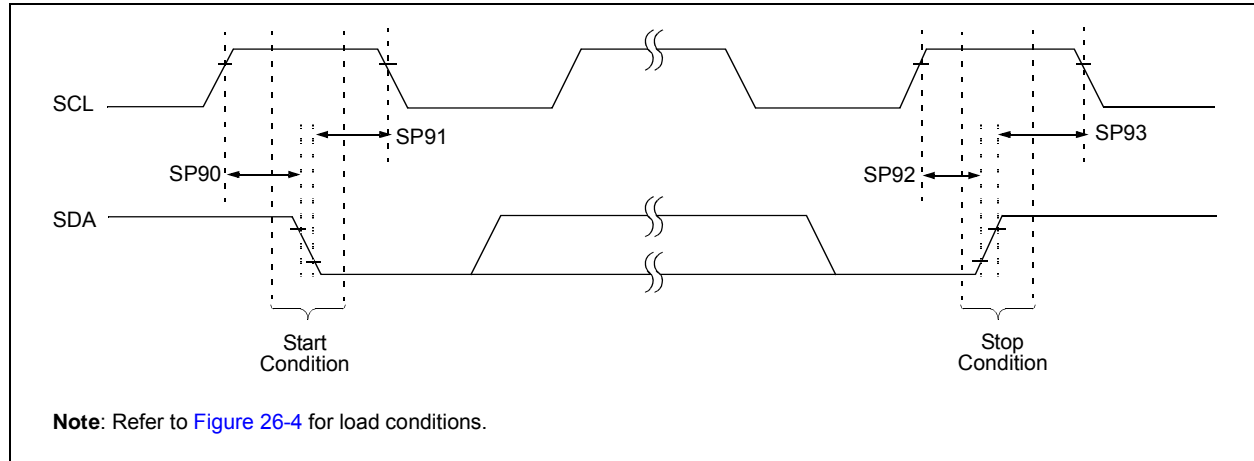 SCL
SP91
SP93
SP90
SP92
SDA
Start
Condition
Stop
Condition
Note: Refer to Figure 26-4 for load conditions.